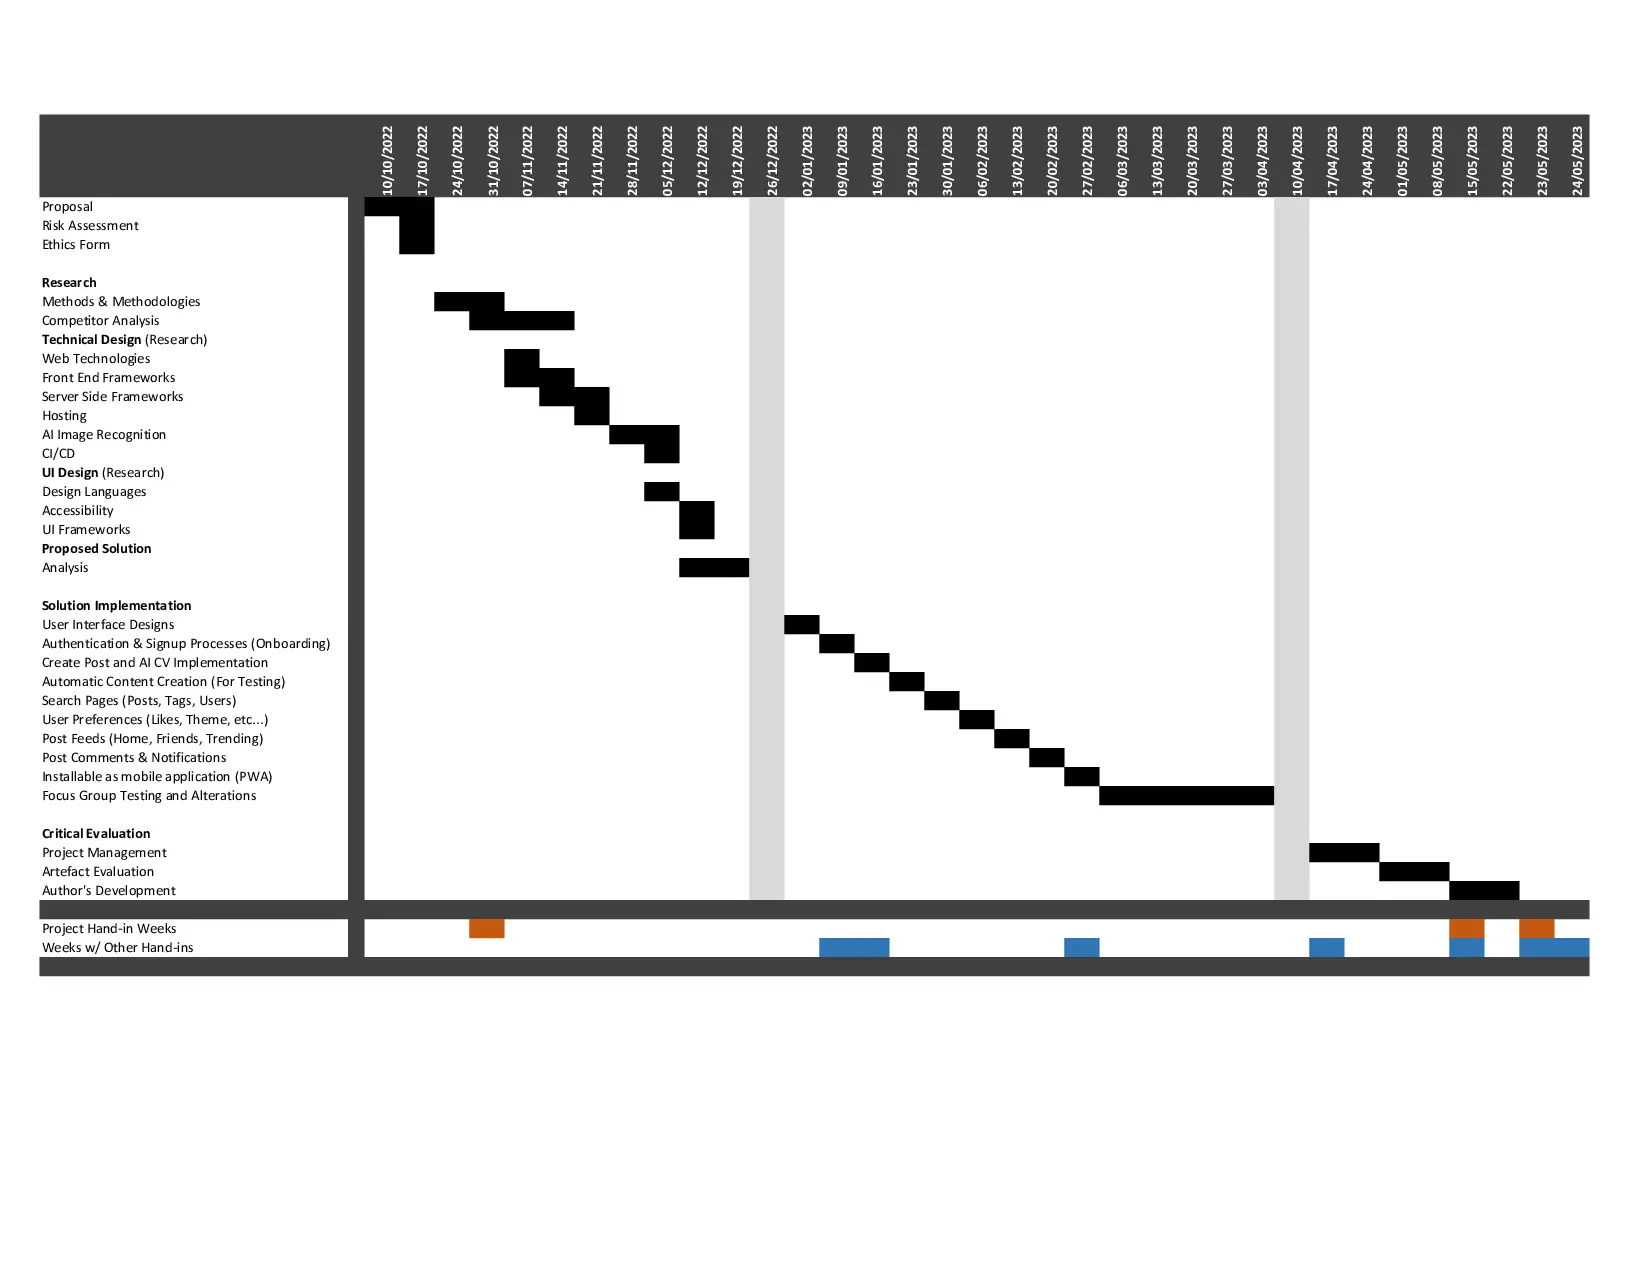 10/10/2022 17/10/2022 24/10/2022 31/10/2022 07/11/2022 14/11/2022 21/11/2022 28/11/2022 05/12/2022 12/12/2022 19/12/2022 26/12/2022 02/01/2023 09/01/2023 16/01/2023 23/01/2023 30/01/2023 06/02/2023 13/02/2023 20/02/2023 27/02/2023 06/03/2023 13/03/2023 20/03/2023 27/03/2023 03/04/2023 10/04/2023 17/04/2023 24/04/2023 01/05/2023 08/05/2023 15/05/2023 22/05/2023 23/05/2023 24/05/2023
Proposal
Risk Assessment
Ethics Form
Research
Methods & Methodologies
Competitor Analysis
Technical Design (Research)
Web Technologies
Front End Frameworks
Server Side Frameworks
Hosting
AI Image Recognition
CI/CD
UI Design (Research)
Design Languages
Accessibility
UI Frameworks
Proposed Solution
Analysis
Solution Implementation
User Interface Designs
Authentication & Signup Processes (Onboarding)
Create Post and AI CV Implementation
Automatic Content Creation (For Testing)
Search Pages (Posts, Tags, Users)
User Preferences (Likes, Theme, etc...)
Post Feeds (Home, Friends, Trending)
Post Comments & Notifications
Installable as mobile application (PWA)
Focus Group Testing and Alterations
Critical Evaluation
Project Management
Artefact Evaluation
Author's Development
Project Hand-in Weeks
Weeks w/ Other Hand-ins